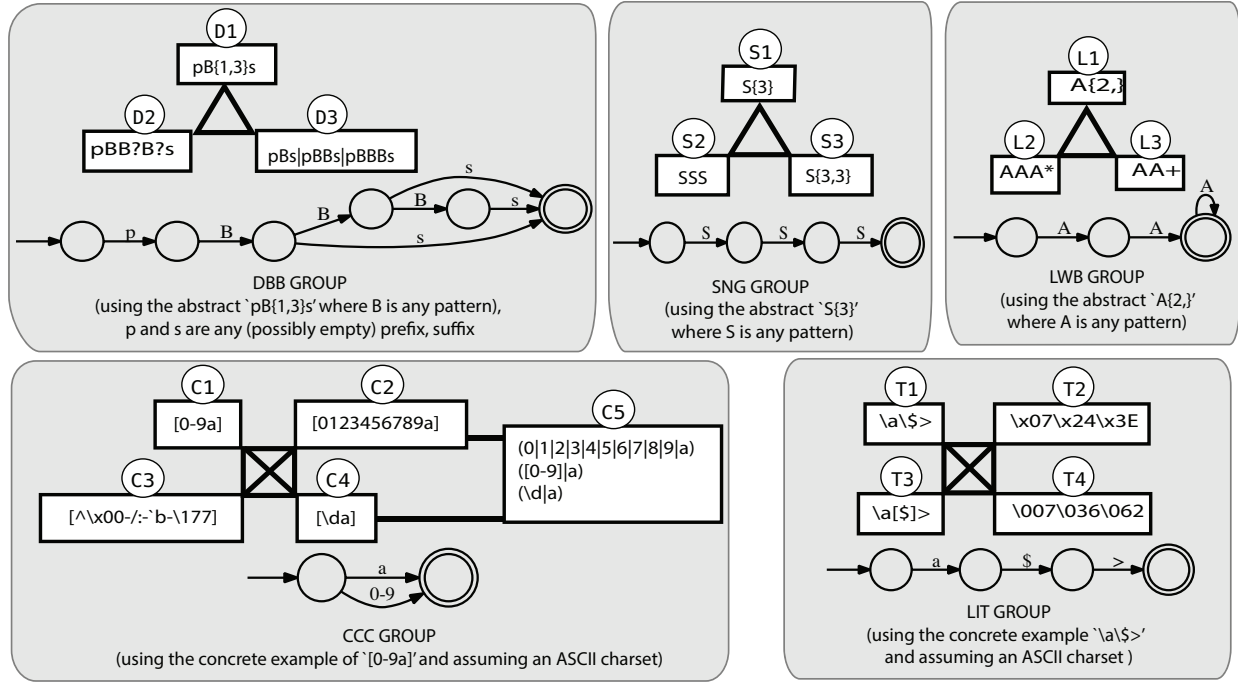 D1
pB{1,3}s
D2
pBB?B?s
D3
pBs|pBBs|pBBBs
p
B
B
B
s
s
s
DBB GROUP
(using the abstract `pB{1,3}s’ where B is any pattern),
p and s are any (possibly empty) prefix, suffix
S1
S{3}
S2
SSS
S3
S{3,3}
S
S
S
SNG GROUP
(using the abstract `S{3}’
where S is any pattern)
L1
A{2,}
L2
AAA*
L3
AA+
A
A
A
LWB GROUP
(using the abstract `A{2,}’
where A is any pattern)
C1
[0-9a]
C2
[0123456789a]
C5
(0|1|2|3|4|5|6|7|8|9|a)
([0-9]|a)
(\d|a)
C3
[^\x00-/:-`b-\177]
C4
[\da]
a
0-9
CCC GROUP
(using the concrete example of `[0-9a]’ and assuming an ASCII charset)
T1
\a\$>
T2
\x07\x24\x3E
T3
\a[$]>
T4
\007\036\062
a
$
>
LIT GROUP
(using the concrete example `\a\$>’
and assuming an ASCII charset )